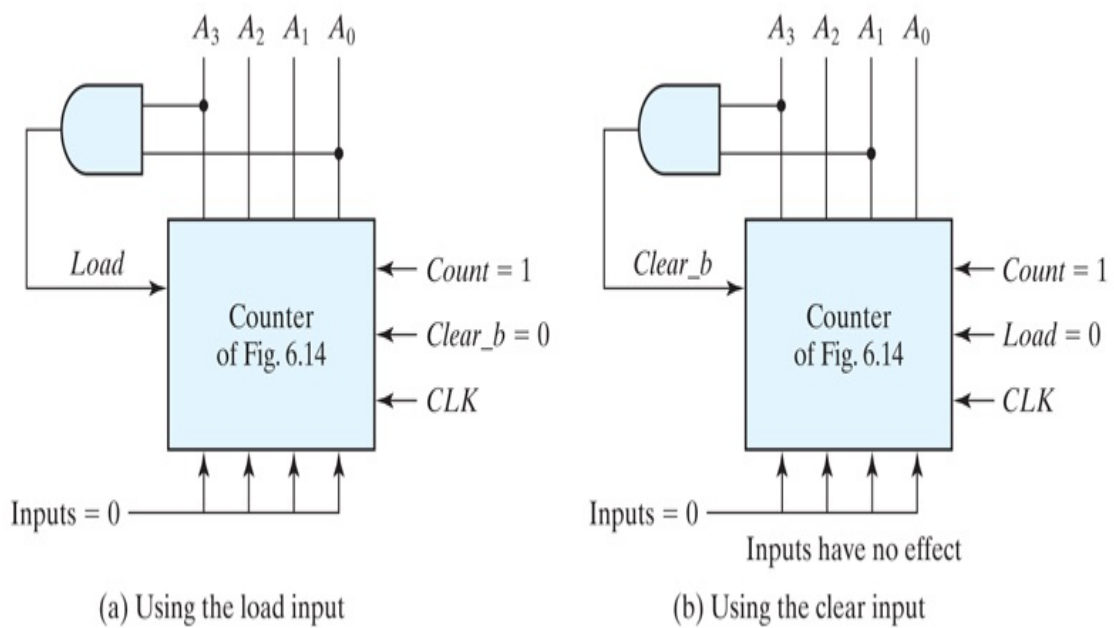 A3 A2 A1 A0
Load
Count = 1
Counter
of Fig. 6.14
Clear_b = 0
CLK
Inputs = 0
(a) Using the load input
A3 A2 A1 A0
Clear_b
Count = 1
Counter
of Fig. 6.14
Load = 0
CLK
Inputs = 0
Inputs have no effect
(b) Using the clear input